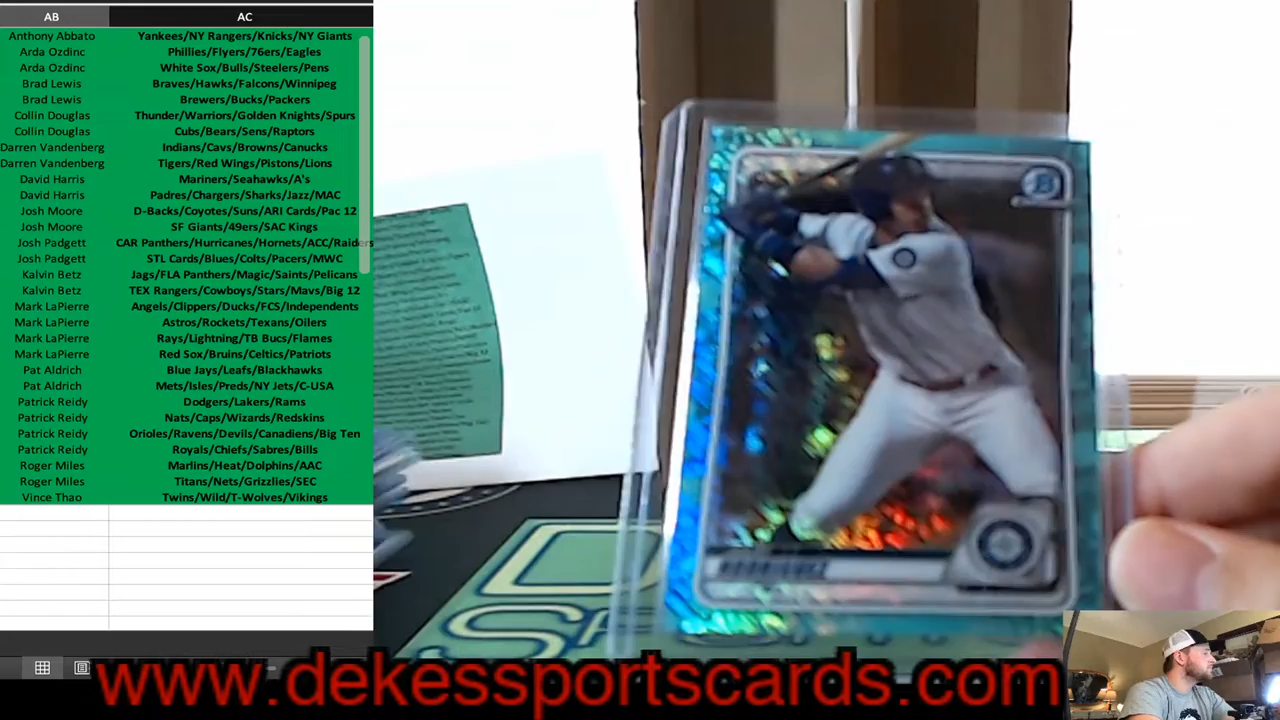 AB AC
Anthony Abbato Yankees/NY Rangers/Knicks/NY Giants
Arda Ozdinc Phillies/Flyers/76ers/Eagles
Arda Ozdinc White Sox/Bulls/Steelers/Pens
Brad Lewis Braves/Hawks/Falcons/Winnipeg
Brad Lewis Brewers/Bucks/Packers
Collin Douglas Thunder/Warriors/Golden Knights/Spurs
Collin Douglas Cubs/Bears/Sens/Raptors
Darren Vandenberg Indians/Cavs/Browns/Canucks
Darren Vandenberg Tigers/Red Wings/Pistons/Lions
David Harris Mariners/Seahawks/A's
David Harris Padres/Chargers/Sharks/Jazz/MAC
Josh Moore D-Backs/Coyotes/Suns/ARI Cards/Pac 12
Josh Moore SF Giants/49ers/SAC Kings
Josh Padgett CAR Panthers/Hurricanes/Hornets/ACC/Raiders
Josh Padgett STL Cards/Blues/Colts/Pacers/MWC
Kalvin Betz Jags/FLA Panthers/Magic/Saints/Pelicans
Kalvin Betz TEX Rangers/Cowboys/Stars/Mavs/Big 12
Mark LaPierre Angels/Clippers/Ducks/FCS/Independents
Mark LaPierre Astros/Rockets/Texans/Oilers
Mark LaPierre Rays/Lightning/TB Bucs/Flames
Mark LaPierre Red Sox/Bruins/Celtics/Patriots
Pat Aldrich Blue Jays/Leafs/Blackhawks
Pat Aldrich Mets/Isles/Preds/NY Jets/C-USA
Patrick Reidy Dodgers/Lakers/Rams
Patrick Reidy Nats/Caps/Wizards/Redskins
Patrick Reidy Orioles/Ravens/Devils/Canadiens/Big Ten
Patrick Reidy Royals/Chiefs/Sabres/Bills
Roger Miles Marlins/Heat/Dolphins/AAC
Roger Miles Titans/Nets/Grizzlies/SEC
Vince Thao Twins/Wild/T-Wolves/Vikings
RODRIGUEZ
www.dekessportscards.com